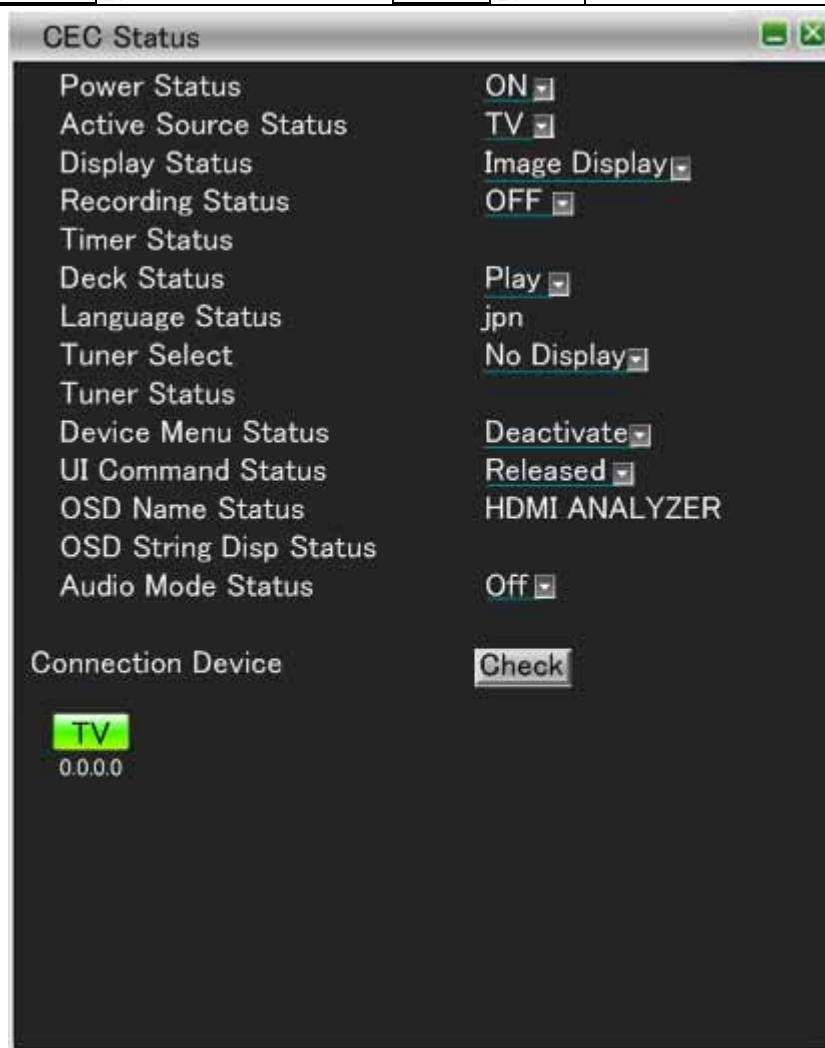 CEC Status
Power Status ON
Active Source Status TV
Display Status Image Display
Recording Status OFF
Timer Status
Deck Status Play
Language Status jpn
Tuner Select No Display
Tuner Status
Device Menu Status Deactivate
UI Command Status Released
OSD Name Status HDMI ANALYZER
OSD String Disp Status
Audio Mode Status Off
Connection Device Check
TV
0.0.0.0